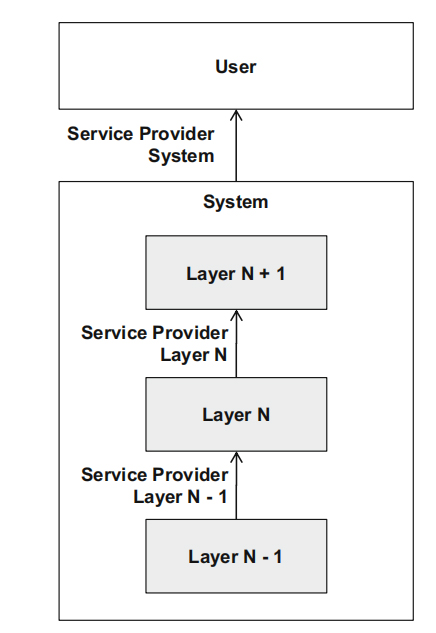 User
Service Provider
System
System
Layer N + 1
Service Provider
Layer N
Layer N
Service Provider
Layer N - 1
Layer N - 1